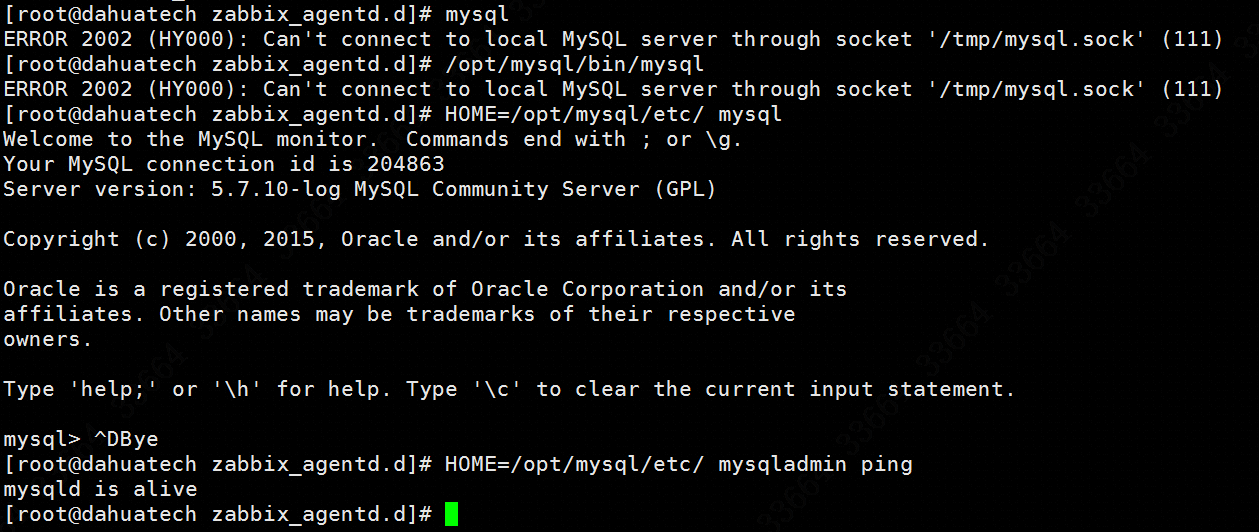 [root@dahuatech zabbix_agentd.d]# mysql
ERROR 2002 (HY000): Can't connect to local MySQL server through socket '/tmp/mysql.sock' (111)
[root@dahuatech zabbix_agentd.d]# /opt/mysql/bin/mysql
ERROR 2002 (HY000): Can't connect to local MySQL server through socket '/tmp/mysql.sock' (111)
[root@dahuatech zabbix_agentd.d]# HOME=/opt/mysql/etc/ mysql
Welcome to the MySQL monitor.  Commands end with ; or \g.
Your MySQL connection id is 204863
Server version: 5.7.10-log MySQL Community Server (GPL)
Copyright (c) 2000, 2015, Oracle and/or its affiliates. All rights reserved.
Oracle is a registered trademark of Oracle Corporation and/or its
affiliates. Other names may be trademarks of their respective
owners.
Type 'help;' or '\h' for help. Type '\c' to clear the current input statement.
mysql> ^DBye
[root@dahuatech zabbix_agentd.d]# HOME=/opt/mysql/etc/ mysqladmin ping
mysqld is alive
[root@dahuatech zabbix_agentd.d]#
33664 33664 33664 33664
33664 33664